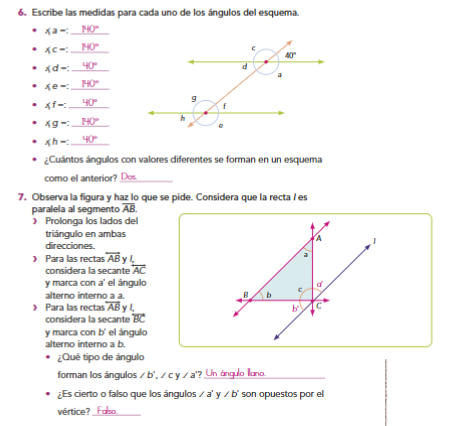 6. Escribe las medidas para cada uno de los ángulos del esquema.
• ∡ a =: 140°
• ∡ c =: 140°
• ∡ d =: 40°
• ∡ e =: 140°
• ∡ f =: 40°
• ∡ g =: 140°
• ∡ h =: 40°
c
40°
d
a
g
f
h
e
• ¿Cuántos ángulos con valores diferentes se forman en un esquema
como el anterior? Dos.
7. Observa la figura y haz lo que se pide. Considera que la recta l es
paralela al segmento AB.
Prolonga los lados del
triángulo en ambas
direcciones.
Para las rectas AB y l,
considera la secante AC
y marca con a' el ángulo
alterno interno a a.
Para las rectas AB y l,
considera la secante BC
y marca con b' el ángulo
alterno interno a b.
A
l
a
a'
c
B
b
b'
C
• ¿Qué tipo de ángulo
forman los ángulos ∠ b', ∠ c y ∠ a'? Un ángulo llano.
• ¿Es cierto o falso que los ángulos ∠ a' y ∠ b' son opuestos por el
vértice? Falso.